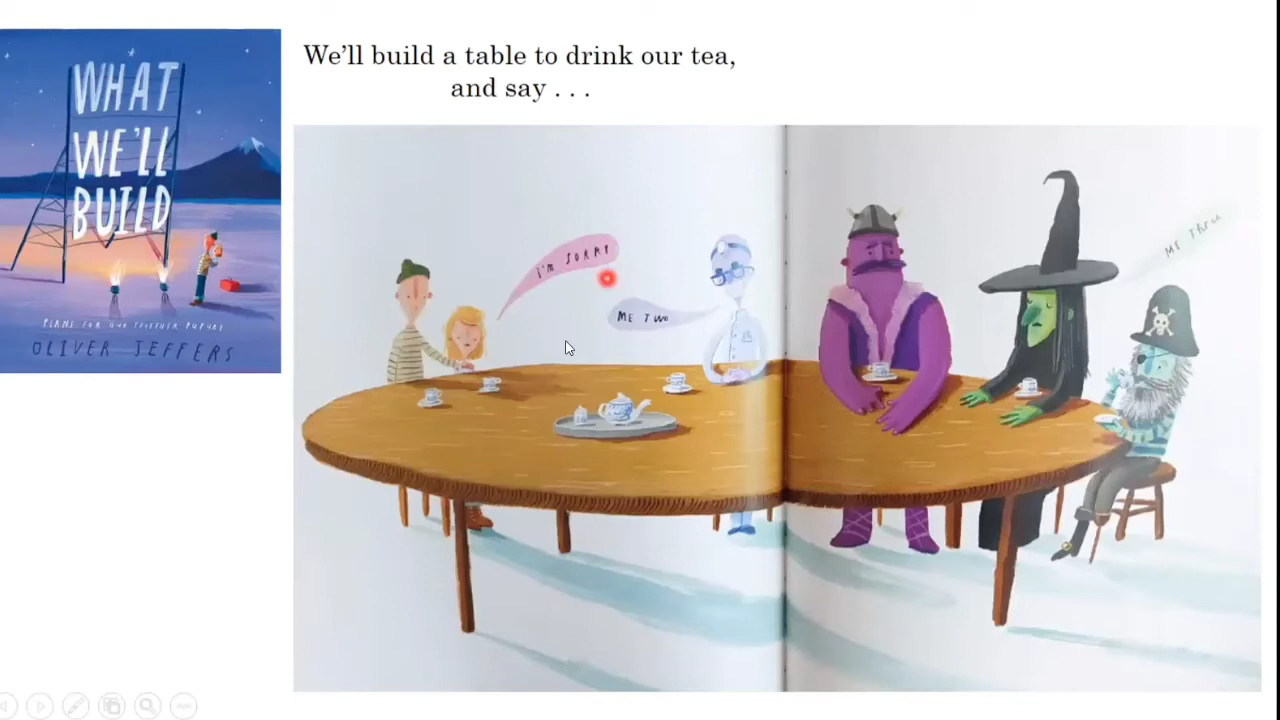 WHAT
WE'LL
BUILD
PLANS FOR OUR TOGETHER FUTURE
OLIVER JEFFERS
We'll build a table to drink our tea,
and say . . .
I'M SORRY
ME TWO
ME THREE